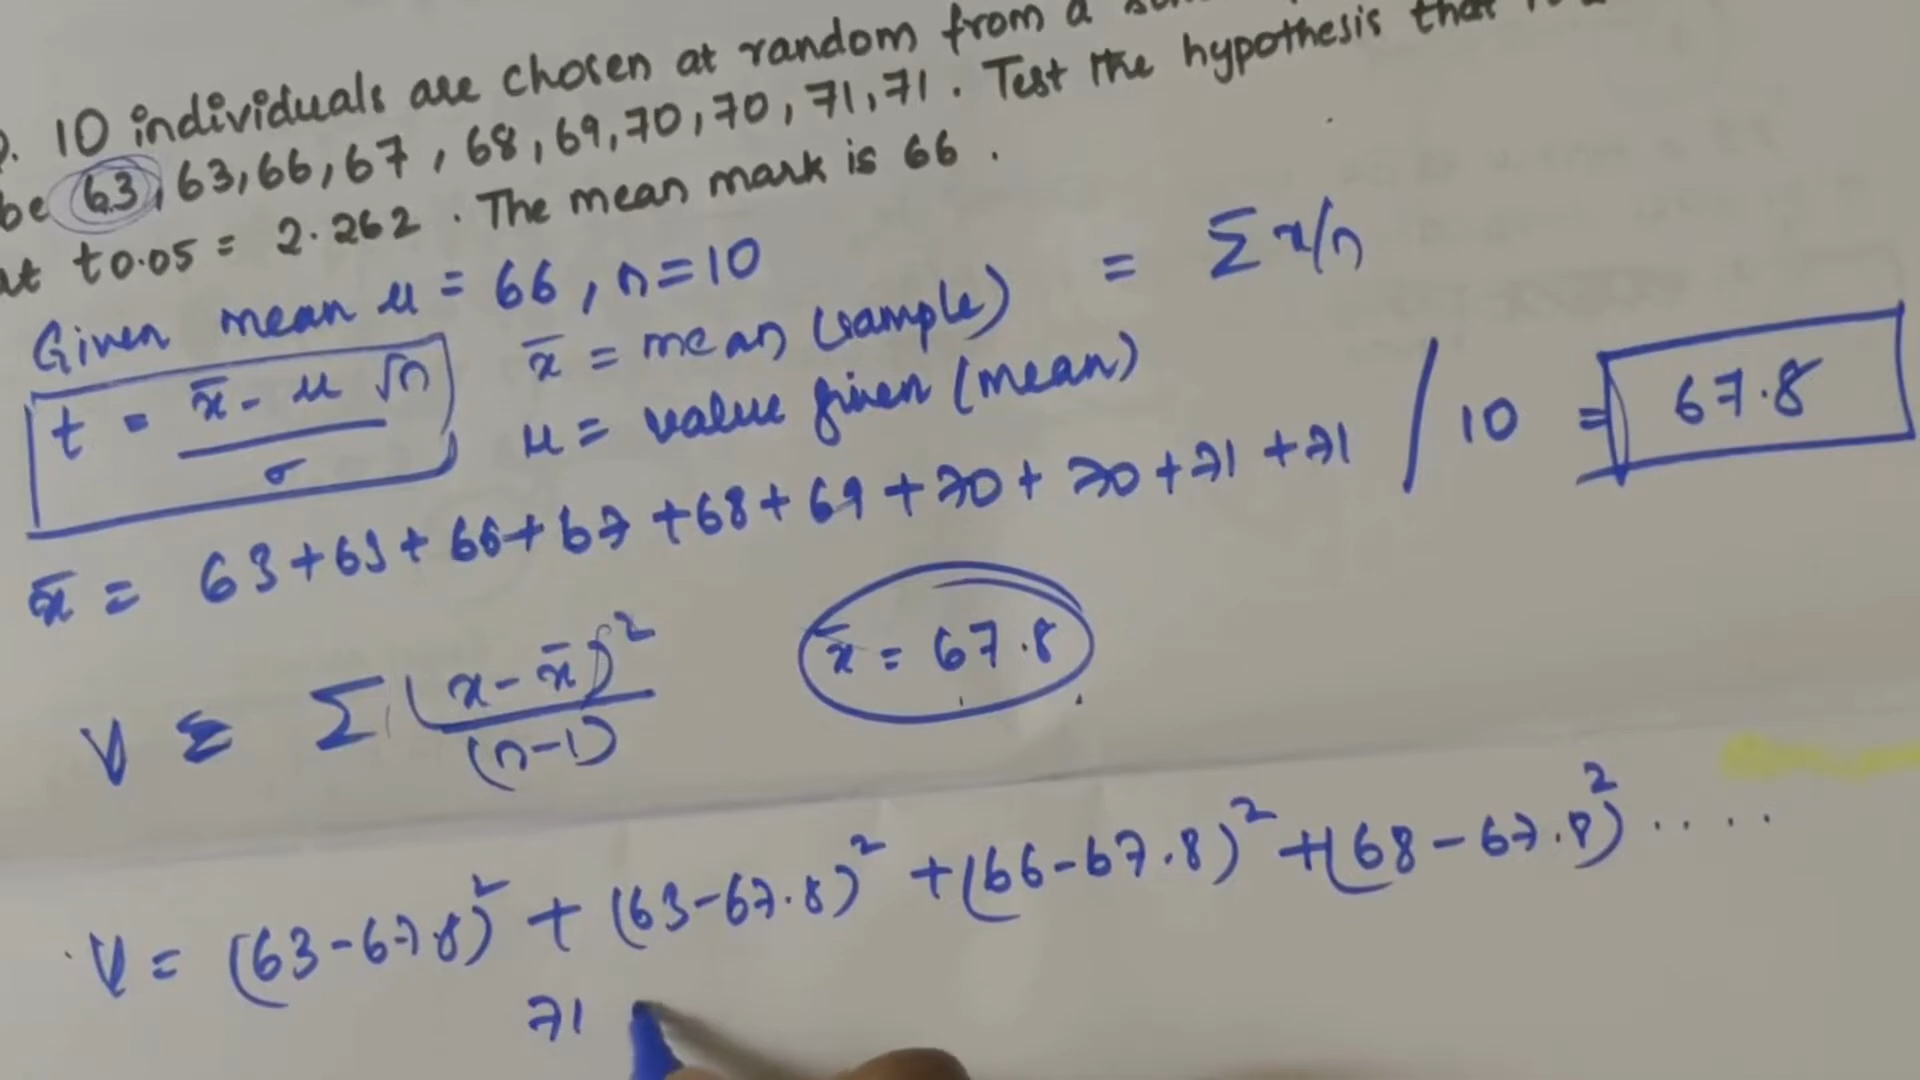 10 individuals are chosen at random from a
be 63, 63, 66, 67, 68, 69, 70, 70, 71, 71. Test the hypothesis that
at t0.05 = 2.262. The mean mark is 66.
Given mean μ = 66, n=10
t = x̄ - μ √n / σ
x̄ = mean (sample) = Σx/n
μ = value given (mean)
x̄ = 63+63+66+67+68+69+70+70+71+71 / 10 = 67.8
V = Σ (x-x̄)² / (n-1)
x̄ = 67.8
V = (63-67.8)² + (63-67.8)² + (66-67.8)² + (68-67.8)² .....
71